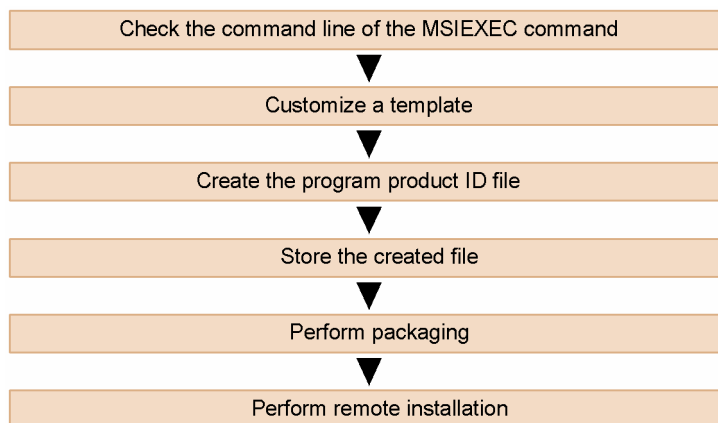 Check the command line of the MSIEXEC command
Customize a template
Create the program product ID file
Store the created file
Perform packaging
Perform remote installation